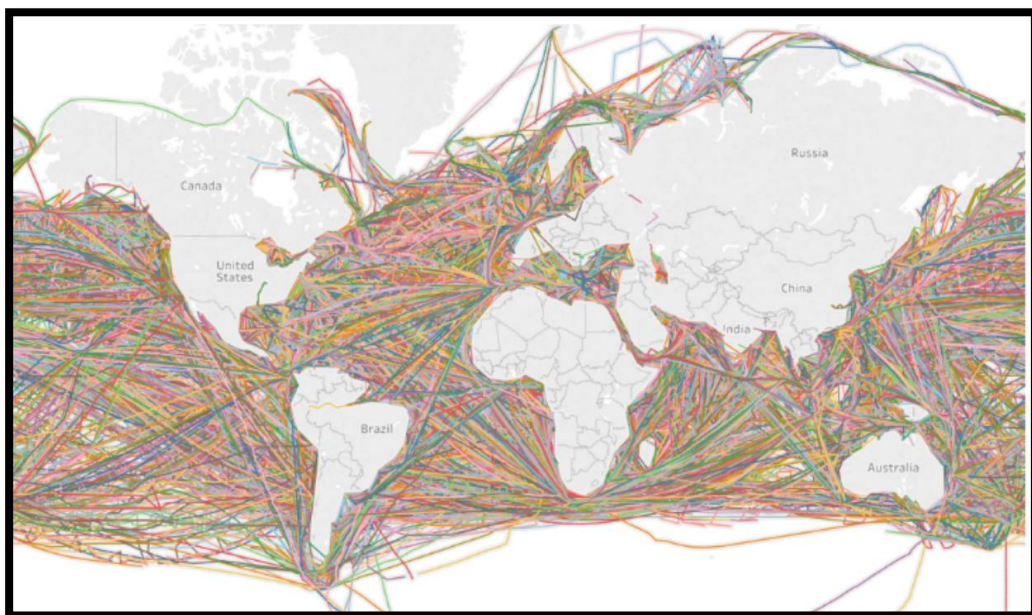 Russia
Canada
United
States
China
India
Brazil
Australia